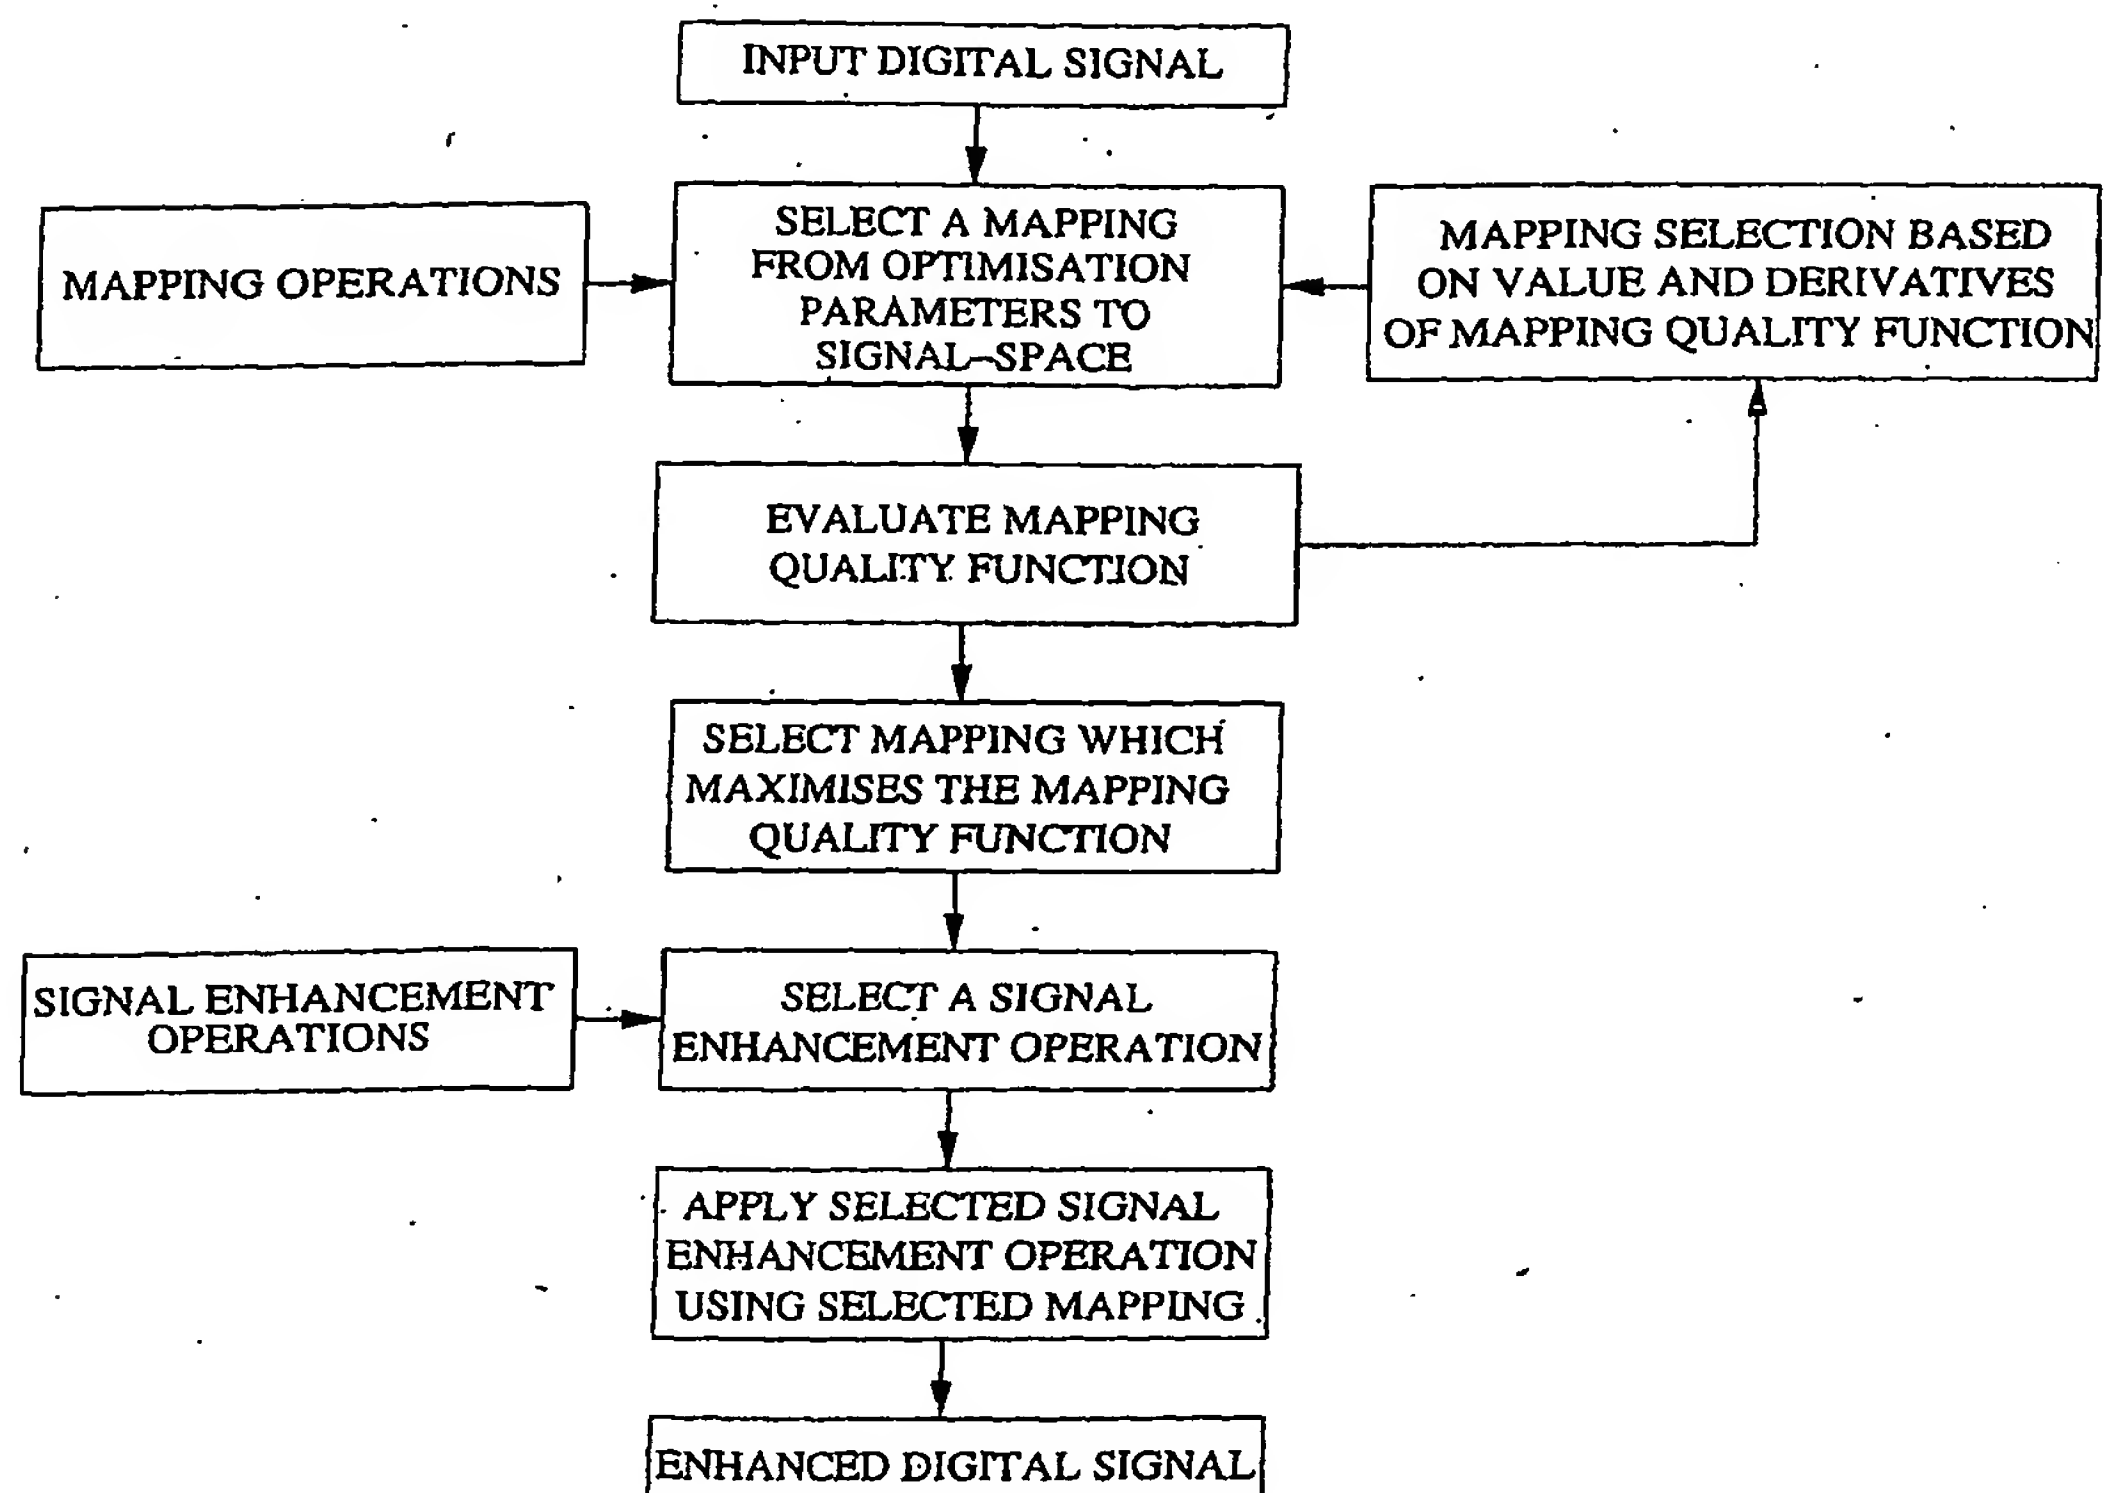 INPUT DIGITAL SIGNAL
MAPPING OPERATIONS
SELECT A MAPPING
FROM OPTIMISATION
PARAMETERS TO
SIGNAL-SPACE
MAPPING SELECTION BASED
ON VALUE AND DERIVATIVES
OF MAPPING QUALITY FUNCTION
EVALUATE MAPPING
QUALITY FUNCTION
SELECT MAPPING WHICH
MAXIMISES THE MAPPING
QUALITY FUNCTION
SIGNAL ENHANCEMENT
OPERATIONS
SELECT A SIGNAL
ENHANCEMENT OPERATION
APPLY SELECTED SIGNAL
ENHANCEMENT OPERATION
USING SELECTED MAPPING
ENHANCED DIGITAL SIGNAL